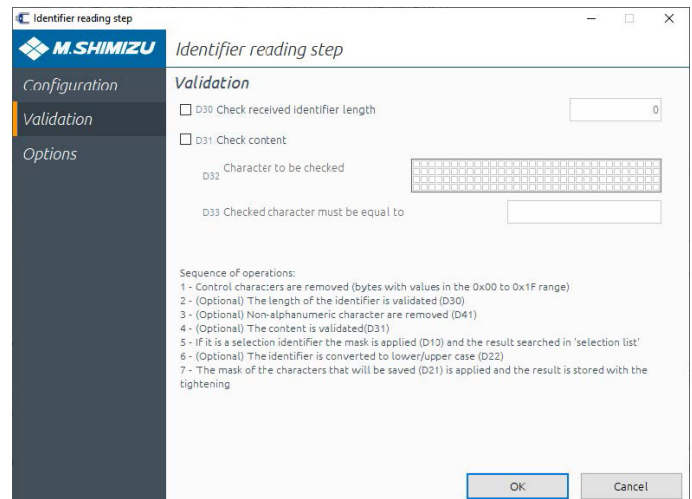 Identifier reading step
M.SHIMIZU
Identifier reading step
Configuration
Validation
Options
Validation
D30 Check received identifier length
0
D31 Check content
D32 Character to be checked
D33 Checked character must be equal to
Sequence of operations:
1 - Control characters are removed (bytes with values in the 0x00 to 0x1F range)
2 - (Optional) The length of the identifier is validated (D30)
3 - (Optional) Non-alphanumeric character are removed (D41)
4 - (Optional) The content is validated(D31)
5 - If it is a selection identifier the mask is applied (D10) and the result searched in 'selection list'
6 - (Optional) The identifier is converted to lower/upper case (D22)
7 - The mask of the characters that will be saved (D21) is applied and the result is stored with the
tightening
OK
Cancel